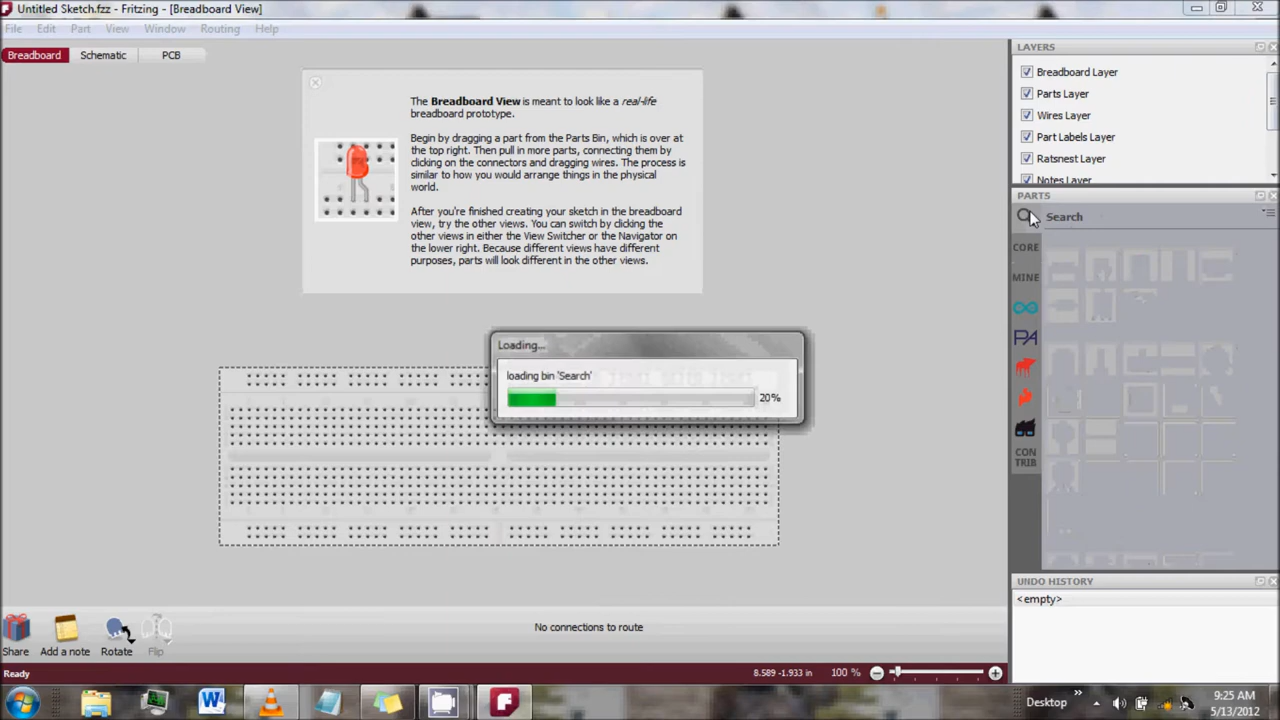 Untitled Sketch.fzz - Fritzing - [Breadboard View]
File Edit Part View Window Routing Help
Breadboard Schematic PCB
The Breadboard View is meant to look like a real-life
breadboard prototype.
Begin by dragging a part from the Parts Bin, which is over at
the top right. Then pull in more parts, connecting them by
clicking on the connectors and dragging wires. The process is
similar to how you would arrange things in the physical
world.
After you're finished creating your sketch in the breadboard
view, try the other views. You can switch by clicking the
other views in either the View Switcher or the Navigator on
the lower right. Because different views have different
purposes, parts will look different in the other views.
Loading...
loading bin 'Search'
20%
LAYERS
Breadboard Layer
Parts Layer
Wires Layer
Part Labels Layer
Ratsnest Layer
Notes Layer
PARTS
Search
CORE
MINE
PA
CON
TRIB
UNDO HISTORY
<empty>
Share Add a note Rotate Flip
No connections to route
Ready
8.589 -1.933 in 100 %
Desktop
9:25 AM
5/13/2012